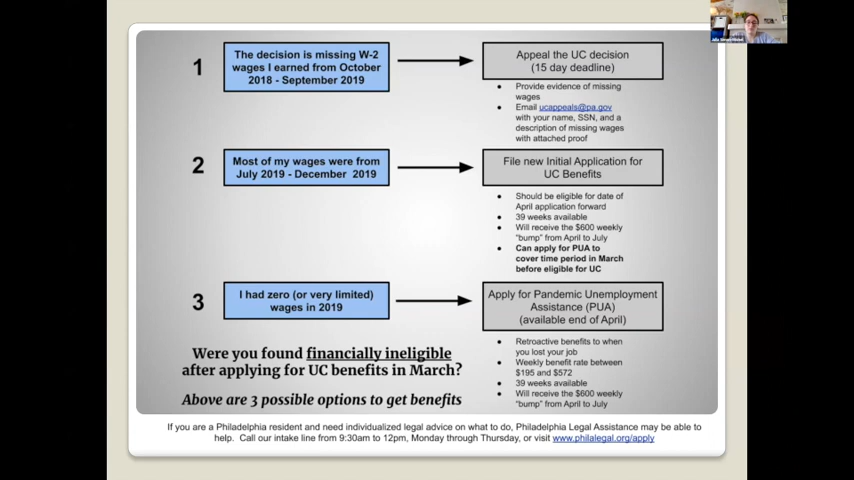 1
The decision is missing W-2
wages I earned from October
2018 - September 2019
Appeal the UC decision
(15 day deadline)
• Provide evidence of missing
wages
• Email ucappeals@pa.gov
with your name, SSN, and a
description of missing wages
with attached proof
2
Most of my wages were from
July 2019 - December 2019
File new Initial Application for
UC Benefits
• Should be eligible for date of
April application forward
• 39 weeks available
• Will receive the $600 weekly
"bump" from April to July
• Can apply for PUA to
cover time period in March
before eligible for UC
3
I had zero (or very limited)
wages in 2019
Apply for Pandemic Unemployment
Assistance (PUA)
(available end of April)
• Retroactive benefits to when
you lost your job
• Weekly benefit rate between
$195 and $572
• 39 weeks available
• Will receive the $600 weekly
"bump" from April to July
Were you found financially ineligible
after applying for UC benefits in March?
Above are 3 possible options to get benefits
If you are a Philadelphia resident and need individualized legal advice on what to do, Philadelphia Legal Assistance may be able to
help. Call our intake line from 9:30am to 12pm, Monday through Thursday, or visit www.philalegal.org/apply